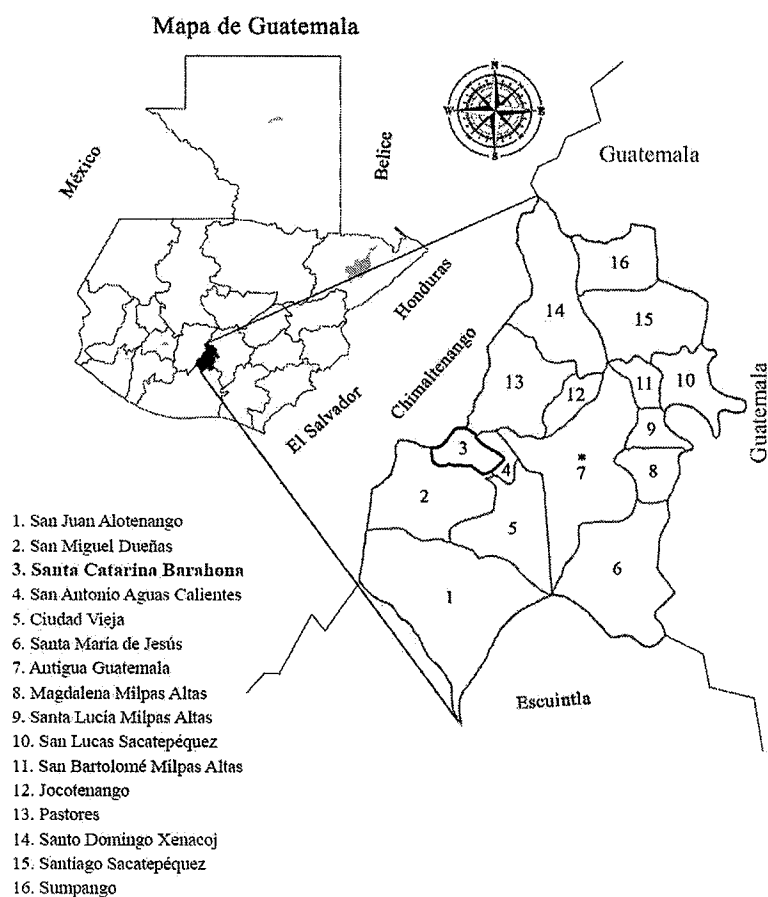 Mapa de Guatemala
México
Belice
N
W
E
S
Guatemala
Honduras
El Salvador
Chimaltenango
Guatemala
Escuintla
16
14
15
13
12
11
10
9
3
4
*
7
8
2
5
6
1
1. San Juan Alotenango
2. San Miguel Dueñas
3. Santa Catarina Barahona
4. San Antonio Aguas Calientes
5. Ciudad Vieja
6. Santa María de Jesús
7. Antigua Guatemala
8. Magdalena Milpas Altas
9. Santa Lucía Milpas Altas
10. San Lucas Sacatepéquez
11. San Bartolomé Milpas Altas
12. Jocotenango
13. Pastores
14. Santo Domingo Xenacoj
15. Santiago Sacatepéquez
16. Sumpango